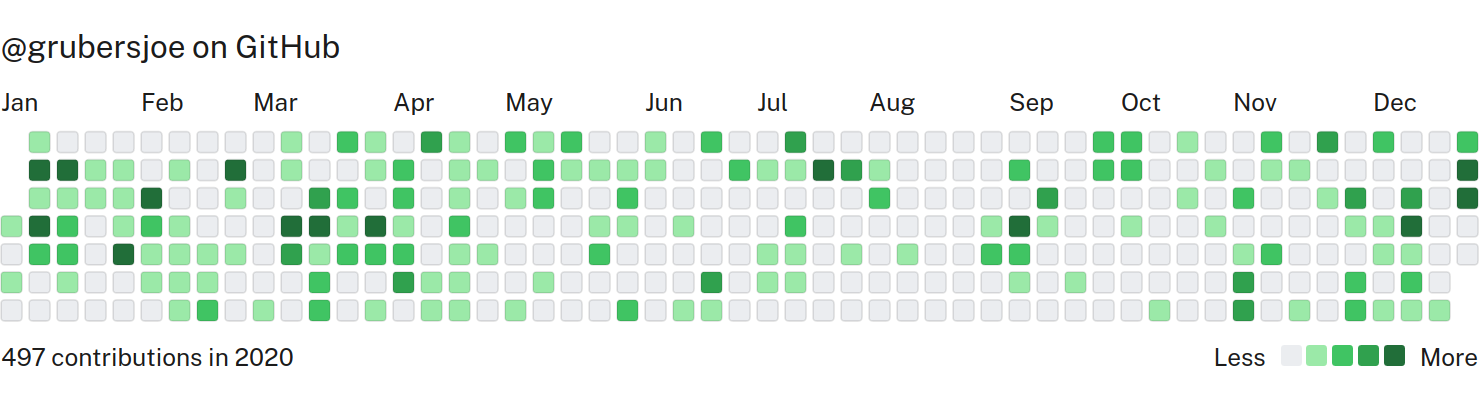 @grubersjoe on GitHub
Jan Feb Mar Apr May Jun Jul Aug Sep Oct Nov Dec
497 contributions in 2020 Less More